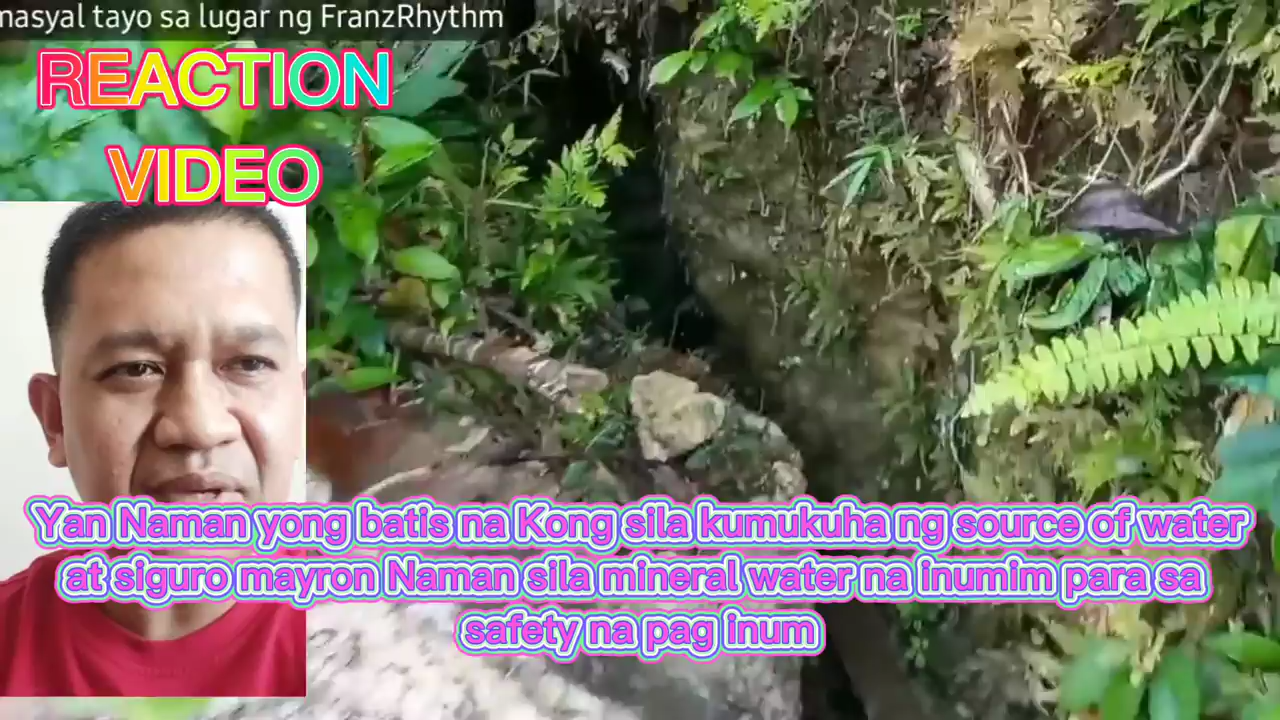 masyal tayo sa lugar ng FranzRhythm
REACTION
VIDEO
Yan Naman yong batis na Kong sila kumukuha ng source of water
at siguro mayron Naman sila mineral water na inumim para sa
safety na pag inum